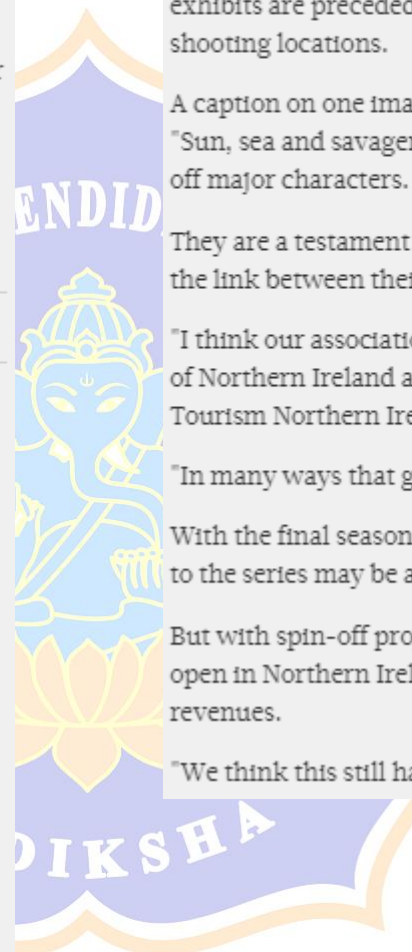 exhibits are preceded
shooting locations.
A caption on one ima
"Sun, sea and savager
off major characters.
They are a testament
the link between thei
"I think our associatio
of Northern Ireland a
Tourism Northern Ire
"In many ways that g
With the final season
to the series may be a
But with spin-off pro
open in Northern Irel
revenues.
"We think this still ha
ENDID
DIKSHA